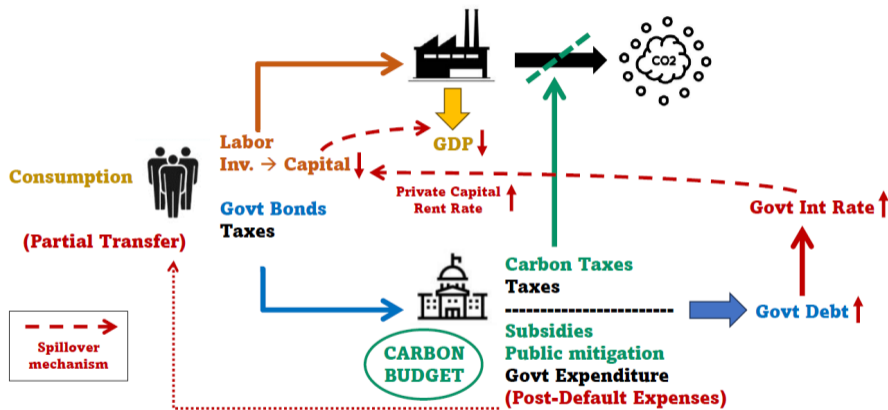 CO2
Labor
Inv. → Capital
GDP
Consumption
Private Capital
Rent Rate
Govt Bonds
Taxes
Govt Int Rate
(Partial Transfer)
Carbon Taxes
Taxes
Govt Debt
Spillover
mechanism
CARBON
BUDGET
Subsidies
Public mitigation
Govt Expenditure
(Post-Default Expenses)